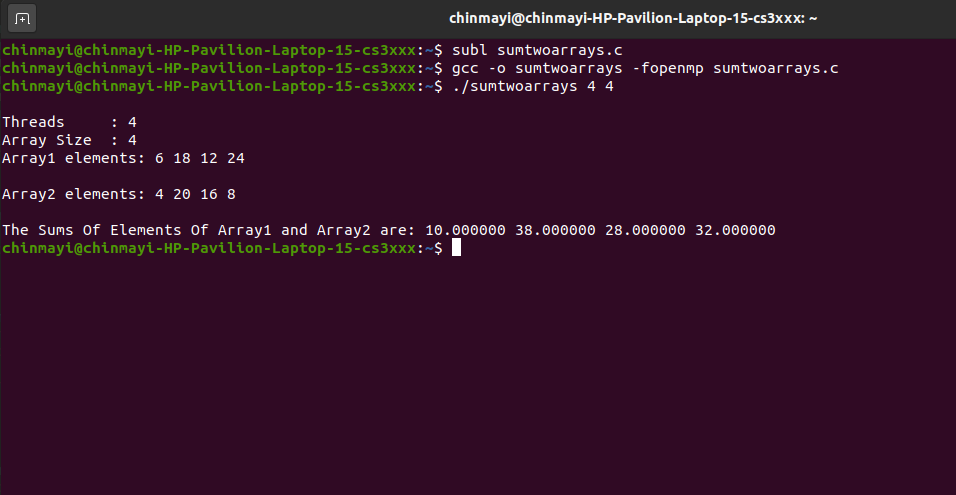 chinmayi@chinmayi-HP-Pavilion-Laptop-15-cs3xxx: ~
chinmayi@chinmayi-HP-Pavilion-Laptop-15-cs3xxx:~$ subl sumtwoarrays.c
chinmayi@chinmayi-HP-Pavilion-Laptop-15-cs3xxx:~$ gcc -o sumtwoarrays -fopenmp sumtwoarrays.c
chinmayi@chinmayi-HP-Pavilion-Laptop-15-cs3xxx:~$ ./sumtwoarrays 4 4
Threads     : 4
Array Size  : 4
Array1 elements: 6 18 12 24
Array2 elements: 4 20 16 8
The Sums Of Elements Of Array1 and Array2 are: 10.000000 38.000000 28.000000 32.000000
chinmayi@chinmayi-HP-Pavilion-Laptop-15-cs3xxx:~$